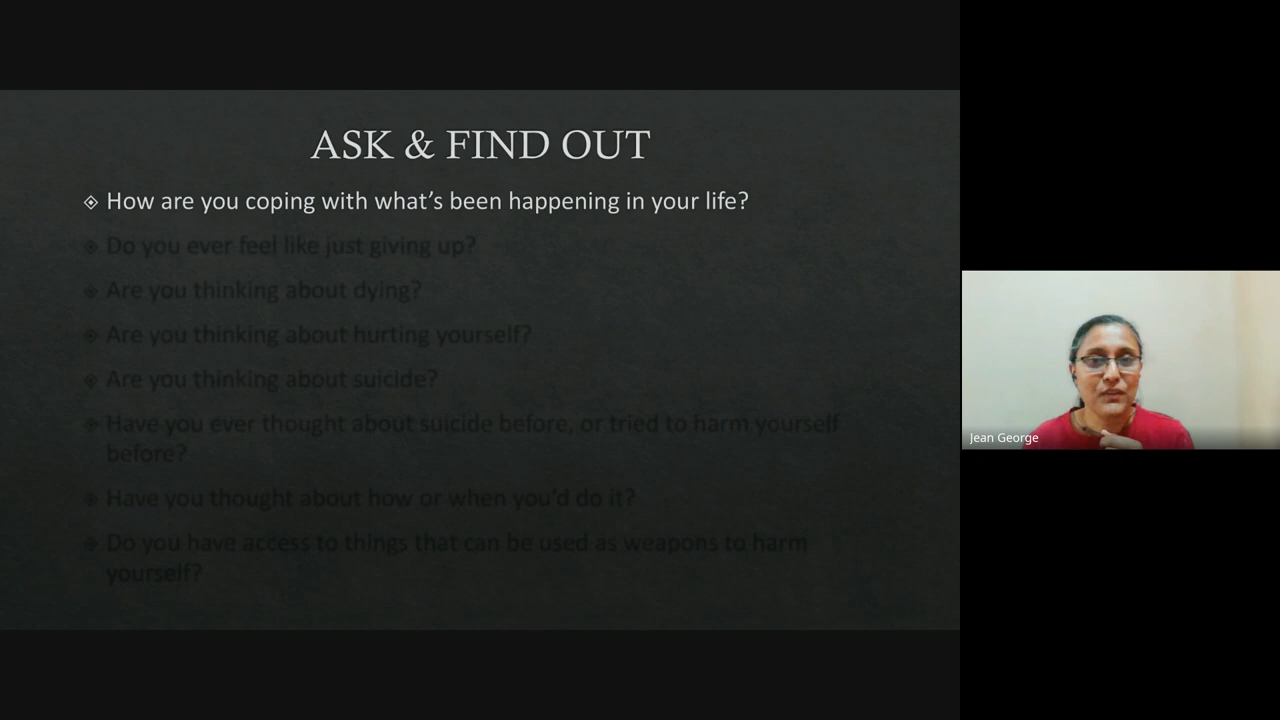 ASK & FIND OUT
How are you coping with what's been happening in your life?
Do you ever feel like just giving up?
Are you thinking about dying?
Are you thinking about hurting yourself?
Are you thinking about suicide?
Have you ever thought about suicide before, or tried to harm yourself
before?
Have you thought about how or when you'd do it?
Do you have access to things that can be used as weapons to harm
yourself?
Jean George